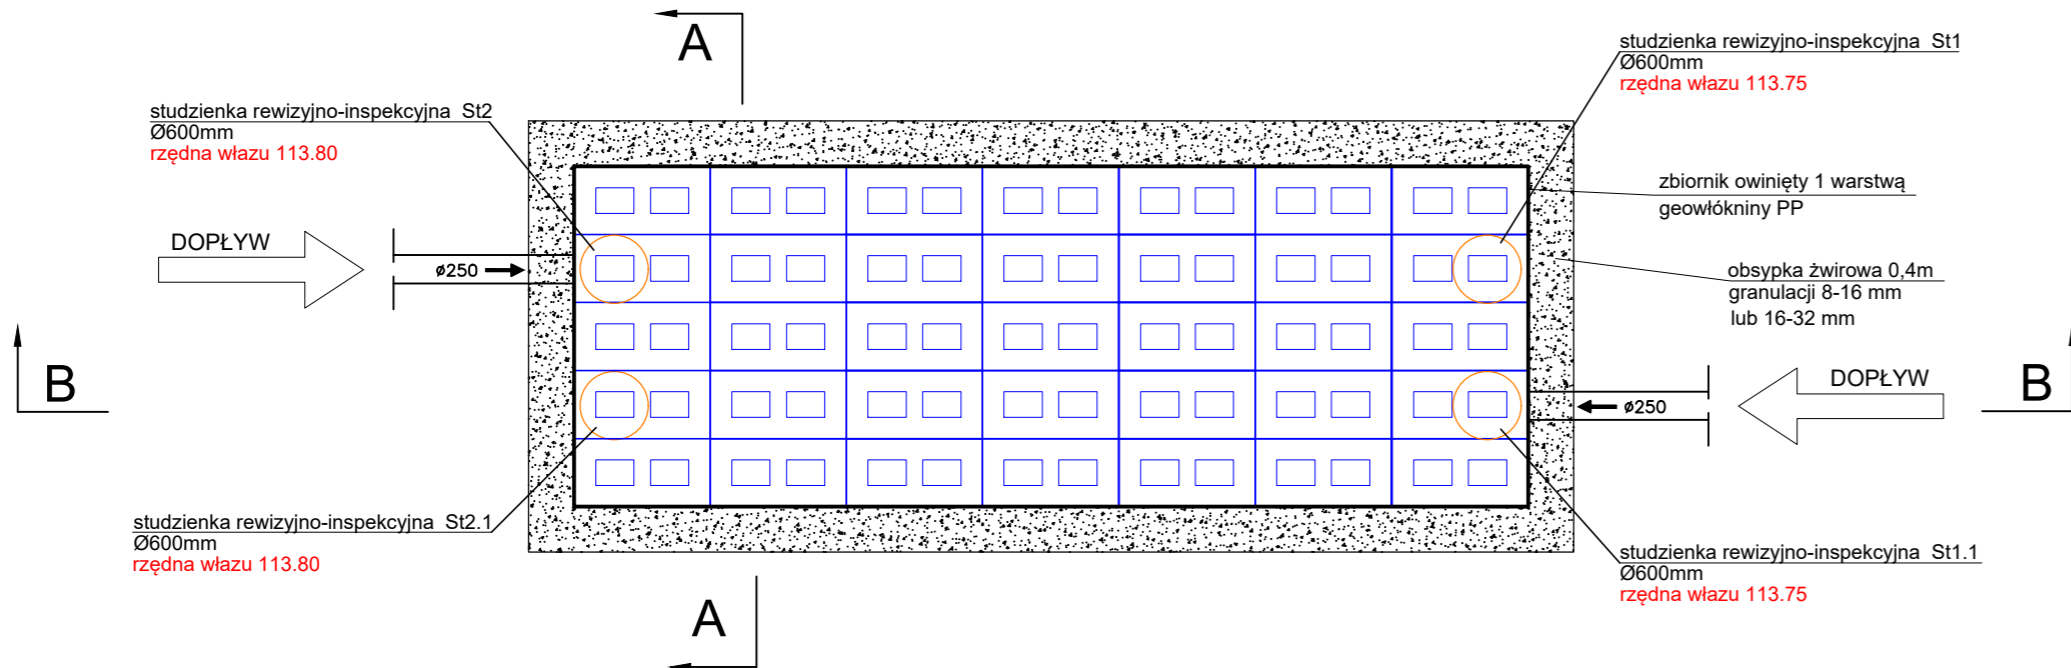 A
studzienka rewizyjno-inspekcyjna St1
Ø600mm
rzędna włazu 113.75
studzienka rewizyjno-inspekcyjna St2
Ø600mm
rzędna włazu 113.80
zbiornik owinięty 1 warstwą
geowłókniny PP
DOPŁYW
ø250
obsypka żwirowa 0,4m
granulacji 8-16 mm
lub 16-32 mm
B
B
DOPŁYW
ø250
studzienka rewizyjno-inspekcyjna St2.1
Ø600mm
rzędna włazu 113.80
studzienka rewizyjno-inspekcyjna St1.1
Ø600mm
rzędna włazu 113.75
A